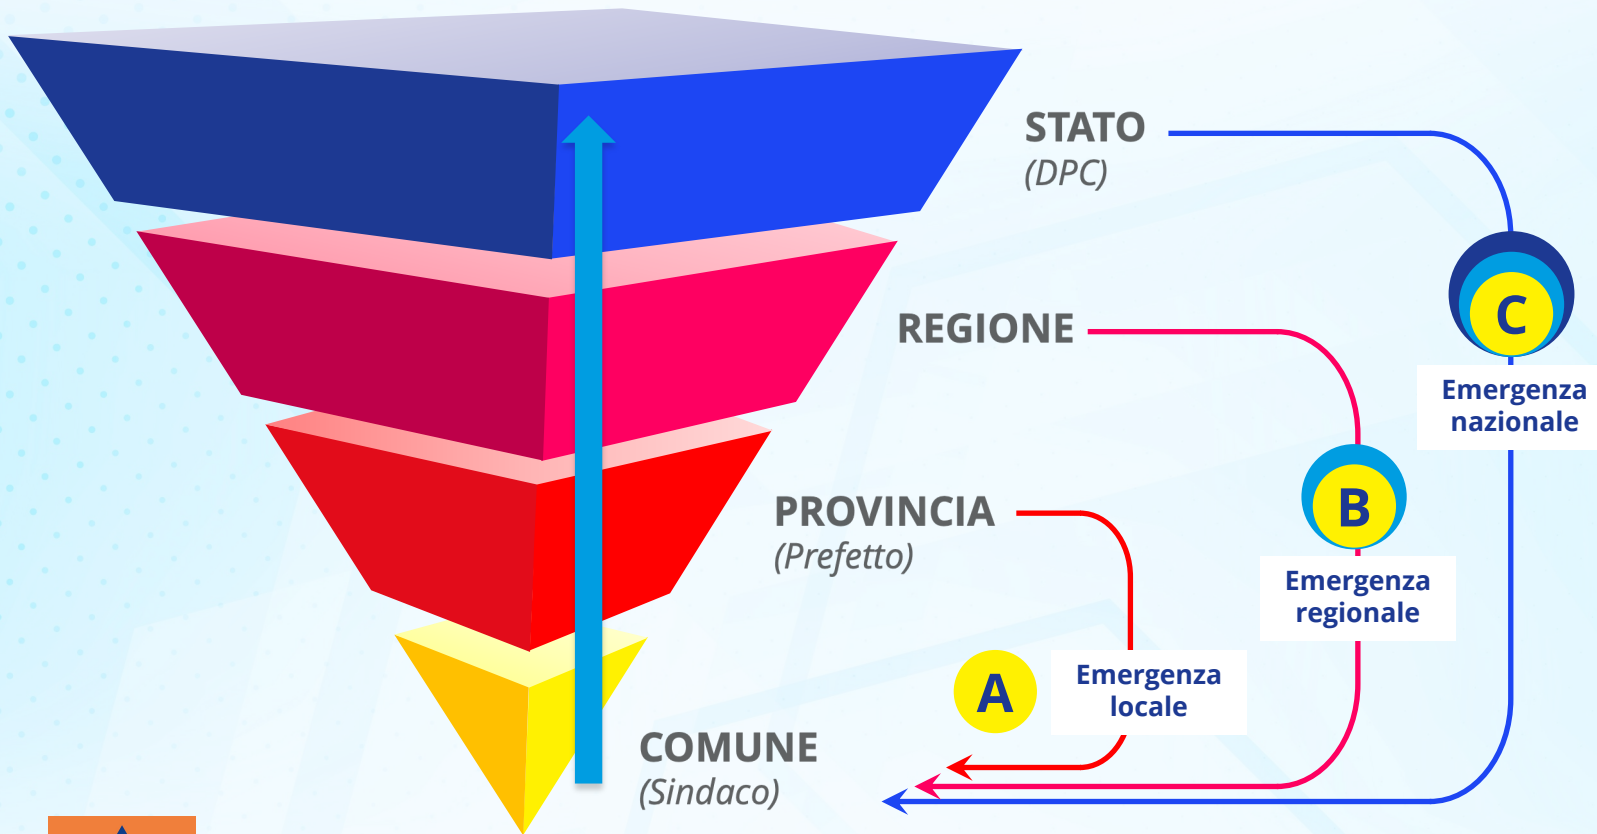 STATO
(DPC)
C
Emergenza
nazionale
REGIONE
B
Emergenza
regionale
PROVINCIA
(Prefetto)
A
Emergenza
locale
COMUNE
(Sindaco)